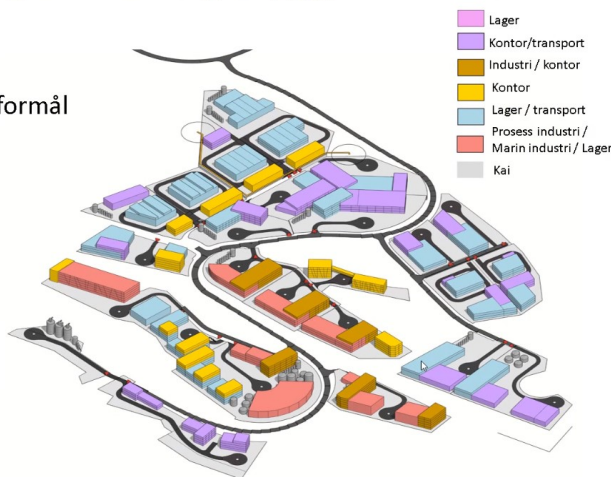 formål
Lager
Kontor/transport
Industri / kontor
Kontor
Lager / transport
Prosess industri /
Marin industri / Lager
Kai